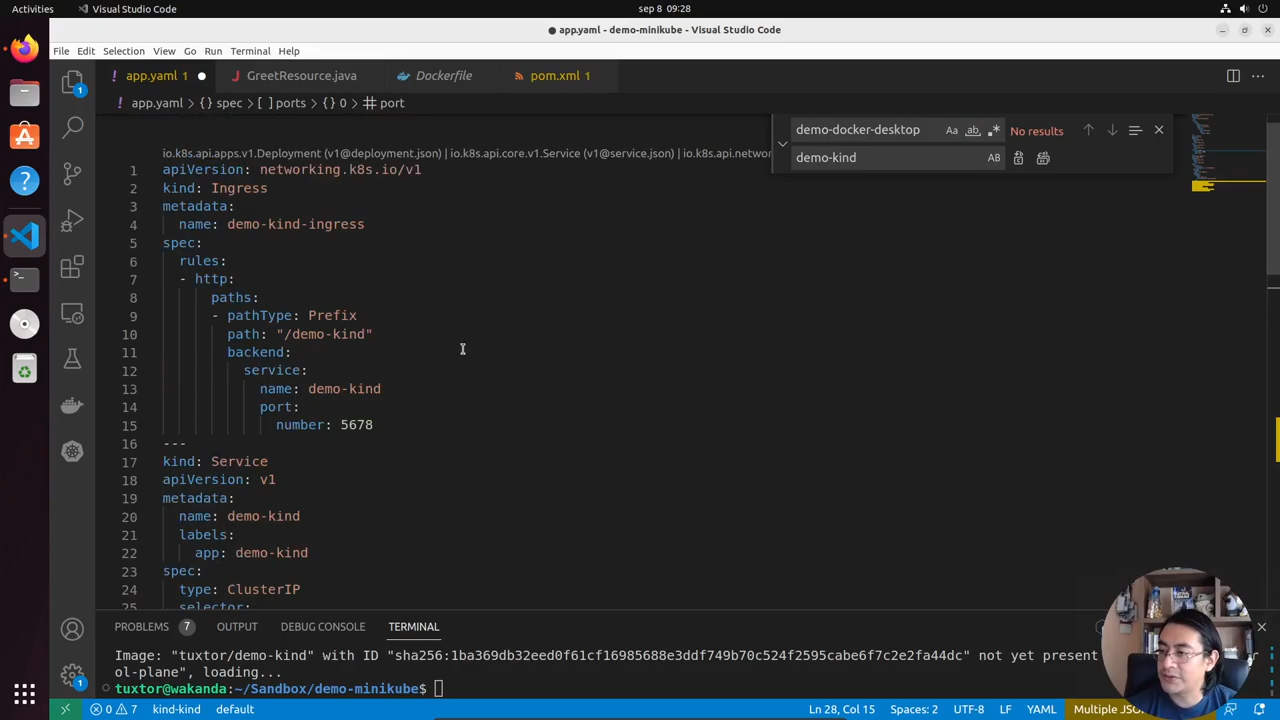 Activities
Visual Studio Code
sep 8 09:28
● app.yaml - demo-minikube - Visual Studio Code
File Edit Selection View Go Run Terminal Help
! app.yaml 1 ●
J GreetResource.java
Dockerfile
pom.xml 1
! app.yaml > {} spec > [ ] ports > {} 0 > # port
demo-docker-desktop
Aa ab .*
No results
demo-kind
AB
io.k8s.api.apps.v1.Deployment (v1@deployment.json) | io.k8s.api.core.v1.Service (v1@service.json) | io.k8s.api.networ
1 apiVersion: networking.k8s.io/v1
2 kind: Ingress
3 metadata:
4 name: demo-kind-ingress
5 spec:
6 rules:
7 - http:
8 paths:
9 - pathType: Prefix
10 path: "/demo-kind"
11 backend:
12 service:
13 name: demo-kind
14 port:
15 number: 5678
16 ---
17 kind: Service
18 apiVersion: v1
19 metadata:
20 name: demo-kind
21 labels:
22 app: demo-kind
23 spec:
24 type: ClusterIP
25 selector:
PROBLEMS 7 OUTPUT DEBUG CONSOLE TERMINAL
Image: "tuxtor/demo-kind" with ID "sha256:1ba369db32eed0f61cf16985688e3ddf749b70c524f2595cabe6f7c2e2fa44dc" not yet present
ol-plane", loading...
tuxtor@wakanda:~/Sandbox/demo-minikube$
0 7 kind-kind default
Ln 28, Col 15 Spaces: 2 UTF-8 LF YAML Multiple JSO